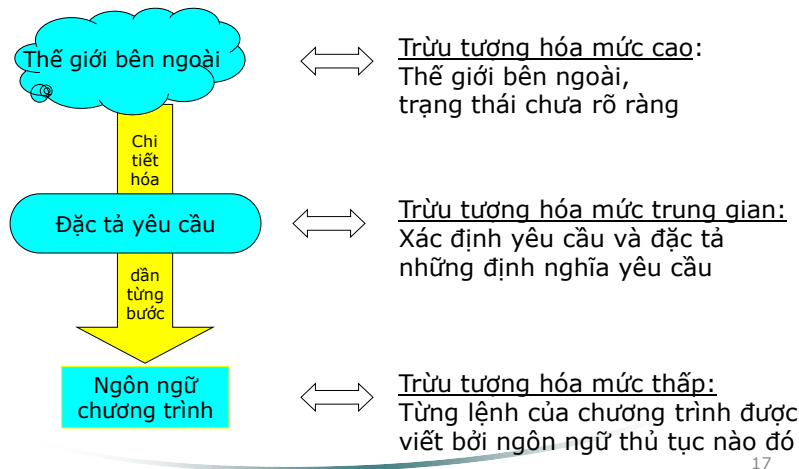 Thế giới bên ngoài
Trừu tượng hóa mức cao:
Thế giới bên ngoài,
trạng thái chưa rõ ràng
Chi
tiết
hóa
Đặc tả yêu cầu
Trừu tượng hóa mức trung gian:
Xác định yêu cầu và đặc tả
những định nghĩa yêu cầu
dần
từng
bước
Ngôn ngữ
chương trình
Trừu tượng hóa mức thấp:
Từng lệnh của chương trình được
viết bởi ngôn ngữ thủ tục nào đó
17